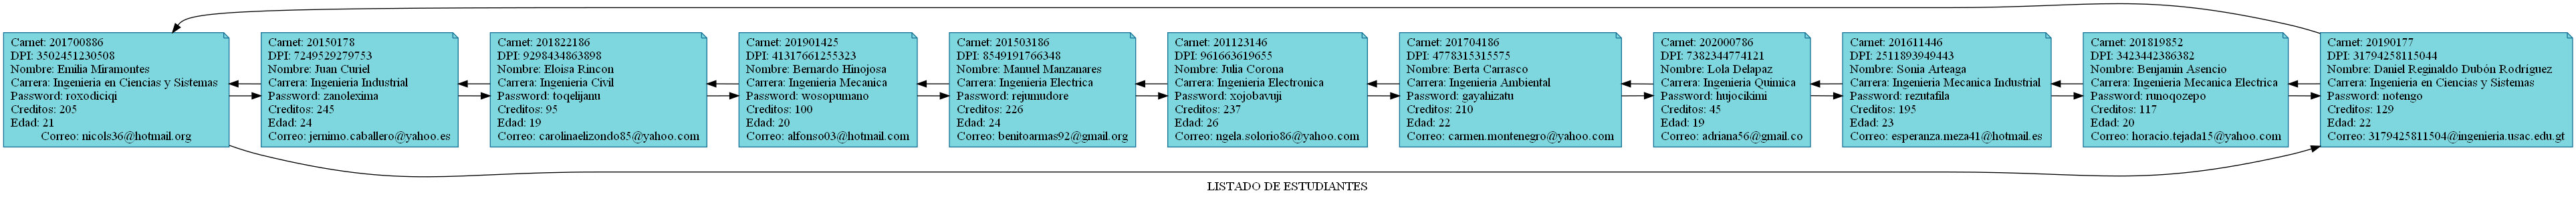 Carnet: 201700886
DPI: 3502451230508
Nombre: Emilia Miramontes
Carrera: Ingenieria en Ciencias y Sistemas
Password: roxodiciqi
Creditos: 205
Edad: 21
Correo: nicols36@hotmail.org
Carnet: 20150178
DPI: 7249529279753
Nombre: Juan Curiel
Carrera: Ingenieria Industrial
Password: zanolexima
Creditos: 245
Edad: 24
Correo: jernimo.caballero@yahoo.es
Carnet: 201822186
DPI: 9298434863898
Nombre: Eloisa Rincon
Carrera: Ingenieria Civil
Password: toqelijanu
Creditos: 95
Edad: 19
Correo: carolinaelizondo85@yahoo.com
Carnet: 201901425
DPI: 41317661255323
Nombre: Bernardo Hinojosa
Carrera: Ingenieria Mecanica
Password: wosopumano
Creditos: 100
Edad: 20
Correo: alfonso03@hotmail.com
Carnet: 201503186
DPI: 8549191766348
Nombre: Manuel Manzanares
Carrera: Ingenieria Electrica
Password: rejumudore
Creditos: 226
Edad: 24
Correo: benitoarmas92@gmail.org
Carnet: 201123146
DPI: 961663619655
Nombre: Julia Corona
Carrera: Ingenieria Electronica
Password: xojobavuji
Creditos: 237
Edad: 26
Correo: ngela.solorio86@yahoo.com
Carnet: 201704186
DPI: 4778315315575
Nombre: Berta Carrasco
Carrera: Ingenieria Ambiental
Password: gayahizatu
Creditos: 210
Edad: 22
Correo: carmen.montenegro@yahoo.com
Carnet: 202000786
DPI: 7382344774121
Nombre: Lola Delapaz
Carrera: Ingenieria Quimica
Password: hujocikimi
Creditos: 45
Edad: 19
Correo: adriana56@gmail.co
Carnet: 201611446
DPI: 2511893949443
Nombre: Sonia Arteaga
Carrera: Ingenieria Mecanica Industrial
Password: rezutafila
Creditos: 195
Edad: 23
Correo: esperanza.meza41@hotmail.es
Carnet: 201819852
DPI: 3423442386382
Nombre: Benjamin Asencio
Carrera: Ingenieria Mecanica Electrica
Password: runoqozepo
Creditos: 117
Edad: 20
Correo: horacio.tejada15@yahoo.com
Carnet: 20190177
DPI: 31794258115044
Nombre: Daniel Reginaldo Dubón Rodríguez
Carrera: Ingenieria en Ciencias y Sistemas
Password: notengo
Creditos: 129
Edad: 22
Correo: 3179425811504@ingenieria.usac.edu.gt
LISTADO DE ESTUDIANTES